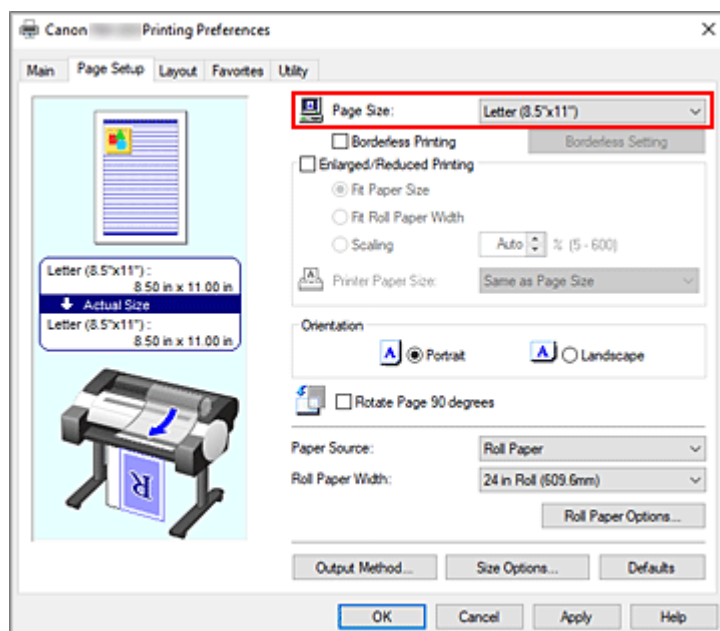 Canon Printing Preferences
Main Page Setup Layout Favorites Utility
Page Size: Letter (8.5"x11")
Borderless Printing Borderless Setting
Enlarged/Reduced Printing
Fit Paper Size
Fit Roll Paper Width
Scaling Auto % (5 - 600)
Printer Paper Size: Same as Page Size
Letter (8.5"x11") :
8.50 in x 11.00 in
Actual Size
Letter (8.5"x11") :
8.50 in x 11.00 in
Orientation
A Portrait A Landscape
Rotate Page 90 degrees
R
Paper Source: Roll Paper
Roll Paper Width: 24 in Roll (609.6mm)
Roll Paper Options...
Output Method... Size Options... Defaults
OK Cancel Apply Help